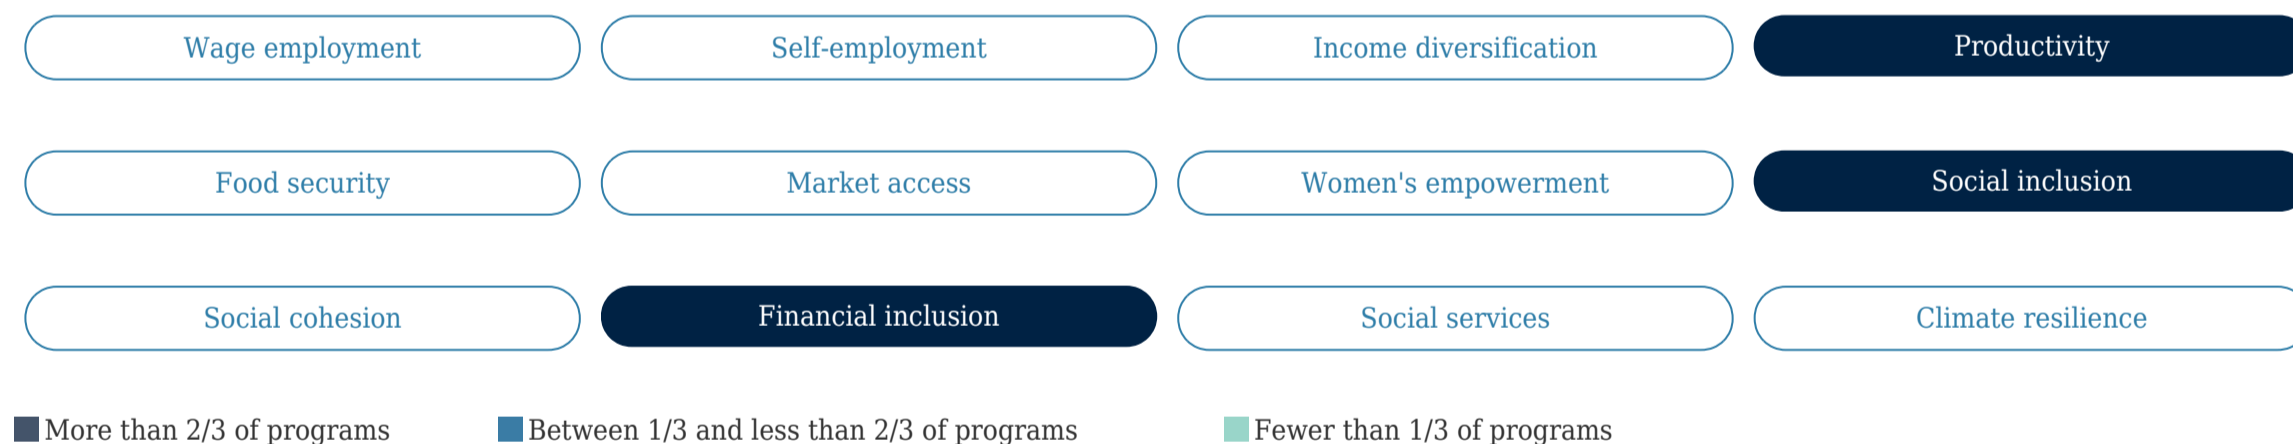 Wage employment Self-employment Income diversification Productivity
Food security Market access Women's empowerment Social inclusion
Social cohesion Financial inclusion Social services Climate resilience
More than 2/3 of programs Between 1/3 and less than 2/3 of programs Fewer than 1/3 of programs